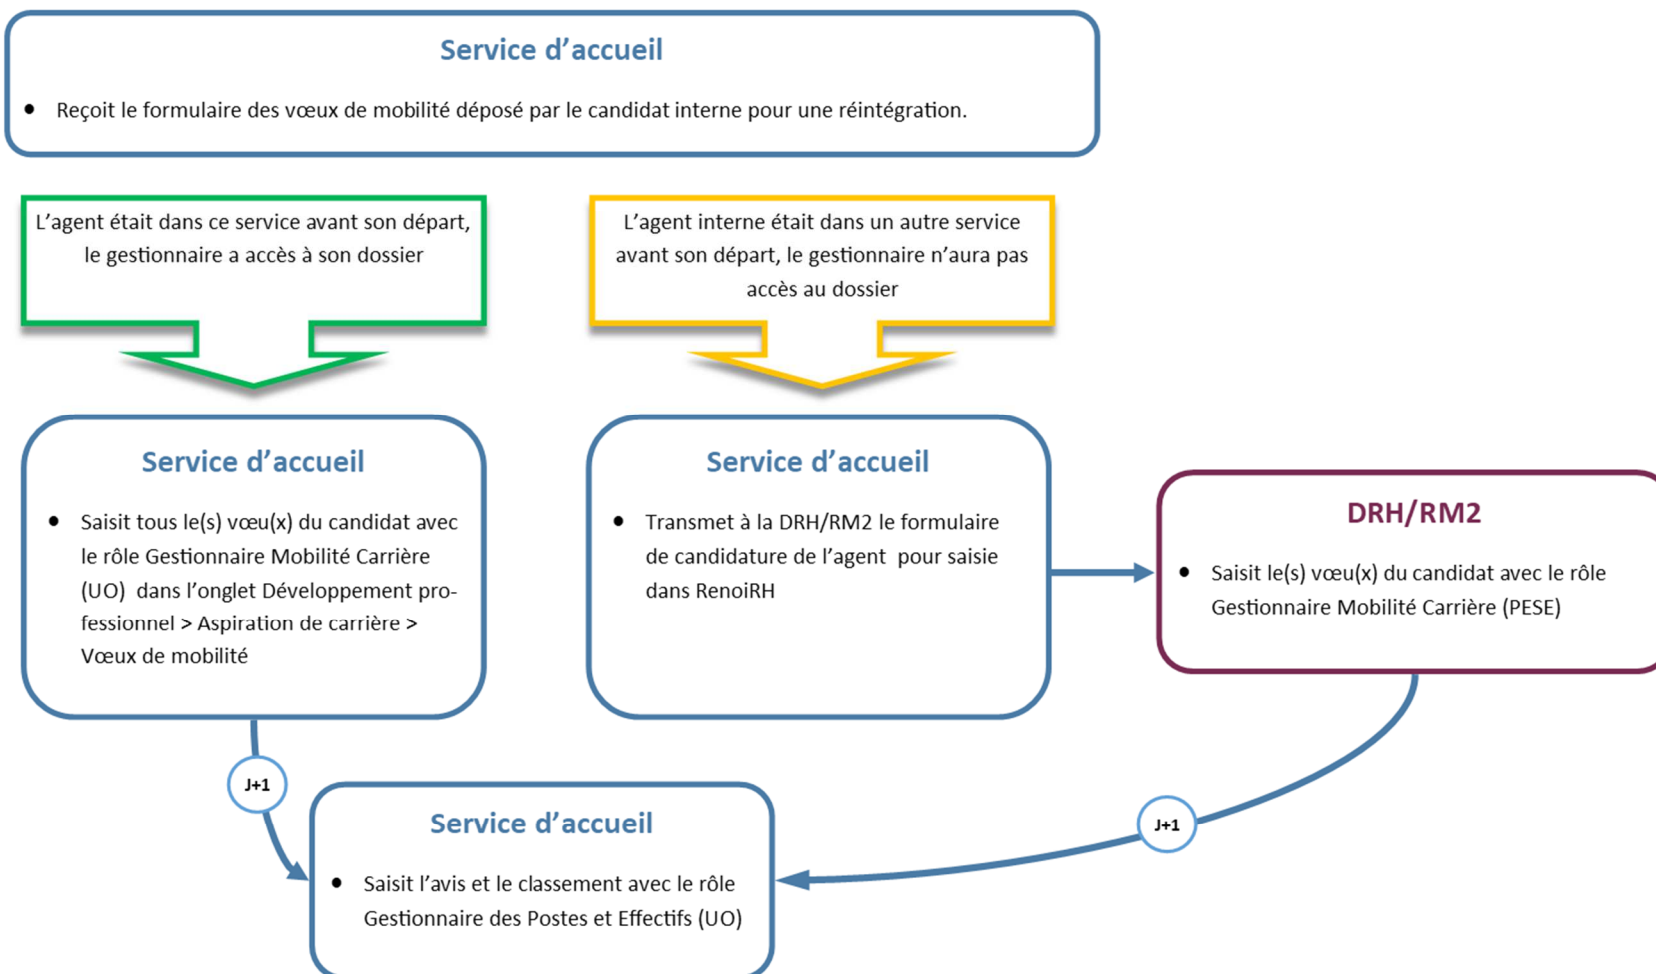 Service d’accueil
• Reçoit le formulaire des vœux de mobilité déposé par le candidat interne pour une réintégration.
L’agent était dans ce service avant son départ,
le gestionnaire a accès à son dossier
L’agent interne était dans un autre service
avant son départ, le gestionnaire n’aura pas
accès au dossier
Service d’accueil
• Saisit tous le(s) vœu(x) du candidat avec
le rôle Gestionnaire Mobilité Carrière
(UO) dans l’onglet Développement pro-
fessionnel > Aspiration de carrière >
Vœux de mobilité
Service d’accueil
• Transmet à la DRH/RM2 le formulaire
de candidature de l’agent pour saisie
dans RenoiRH
DRH/RM2
• Saisit le(s) vœu(x) du candidat avec le rôle
Gestionnaire Mobilité Carrière (PESE)
J+1
J+1
Service d’accueil
• Saisit l’avis et le classement avec le rôle
Gestionnaire des Postes et Effectifs (UO)